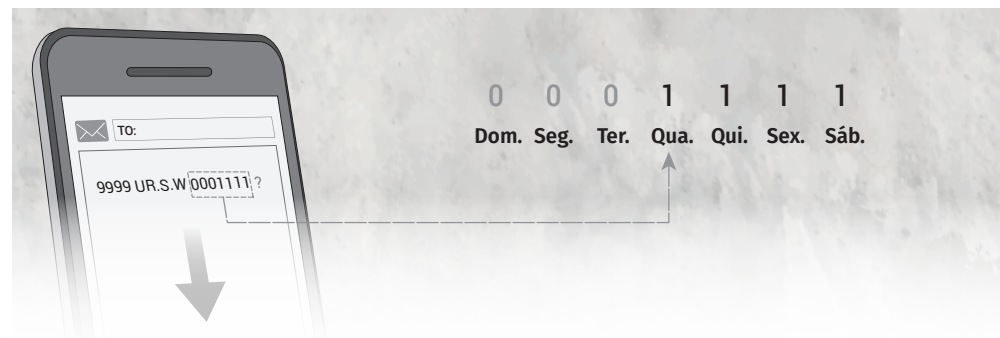 TO:
9999 UR.S.W 0001111 ?
0 0 0 1 1 1 1
Dom. Seg. Ter. Qua. Qui. Sex. Sáb.